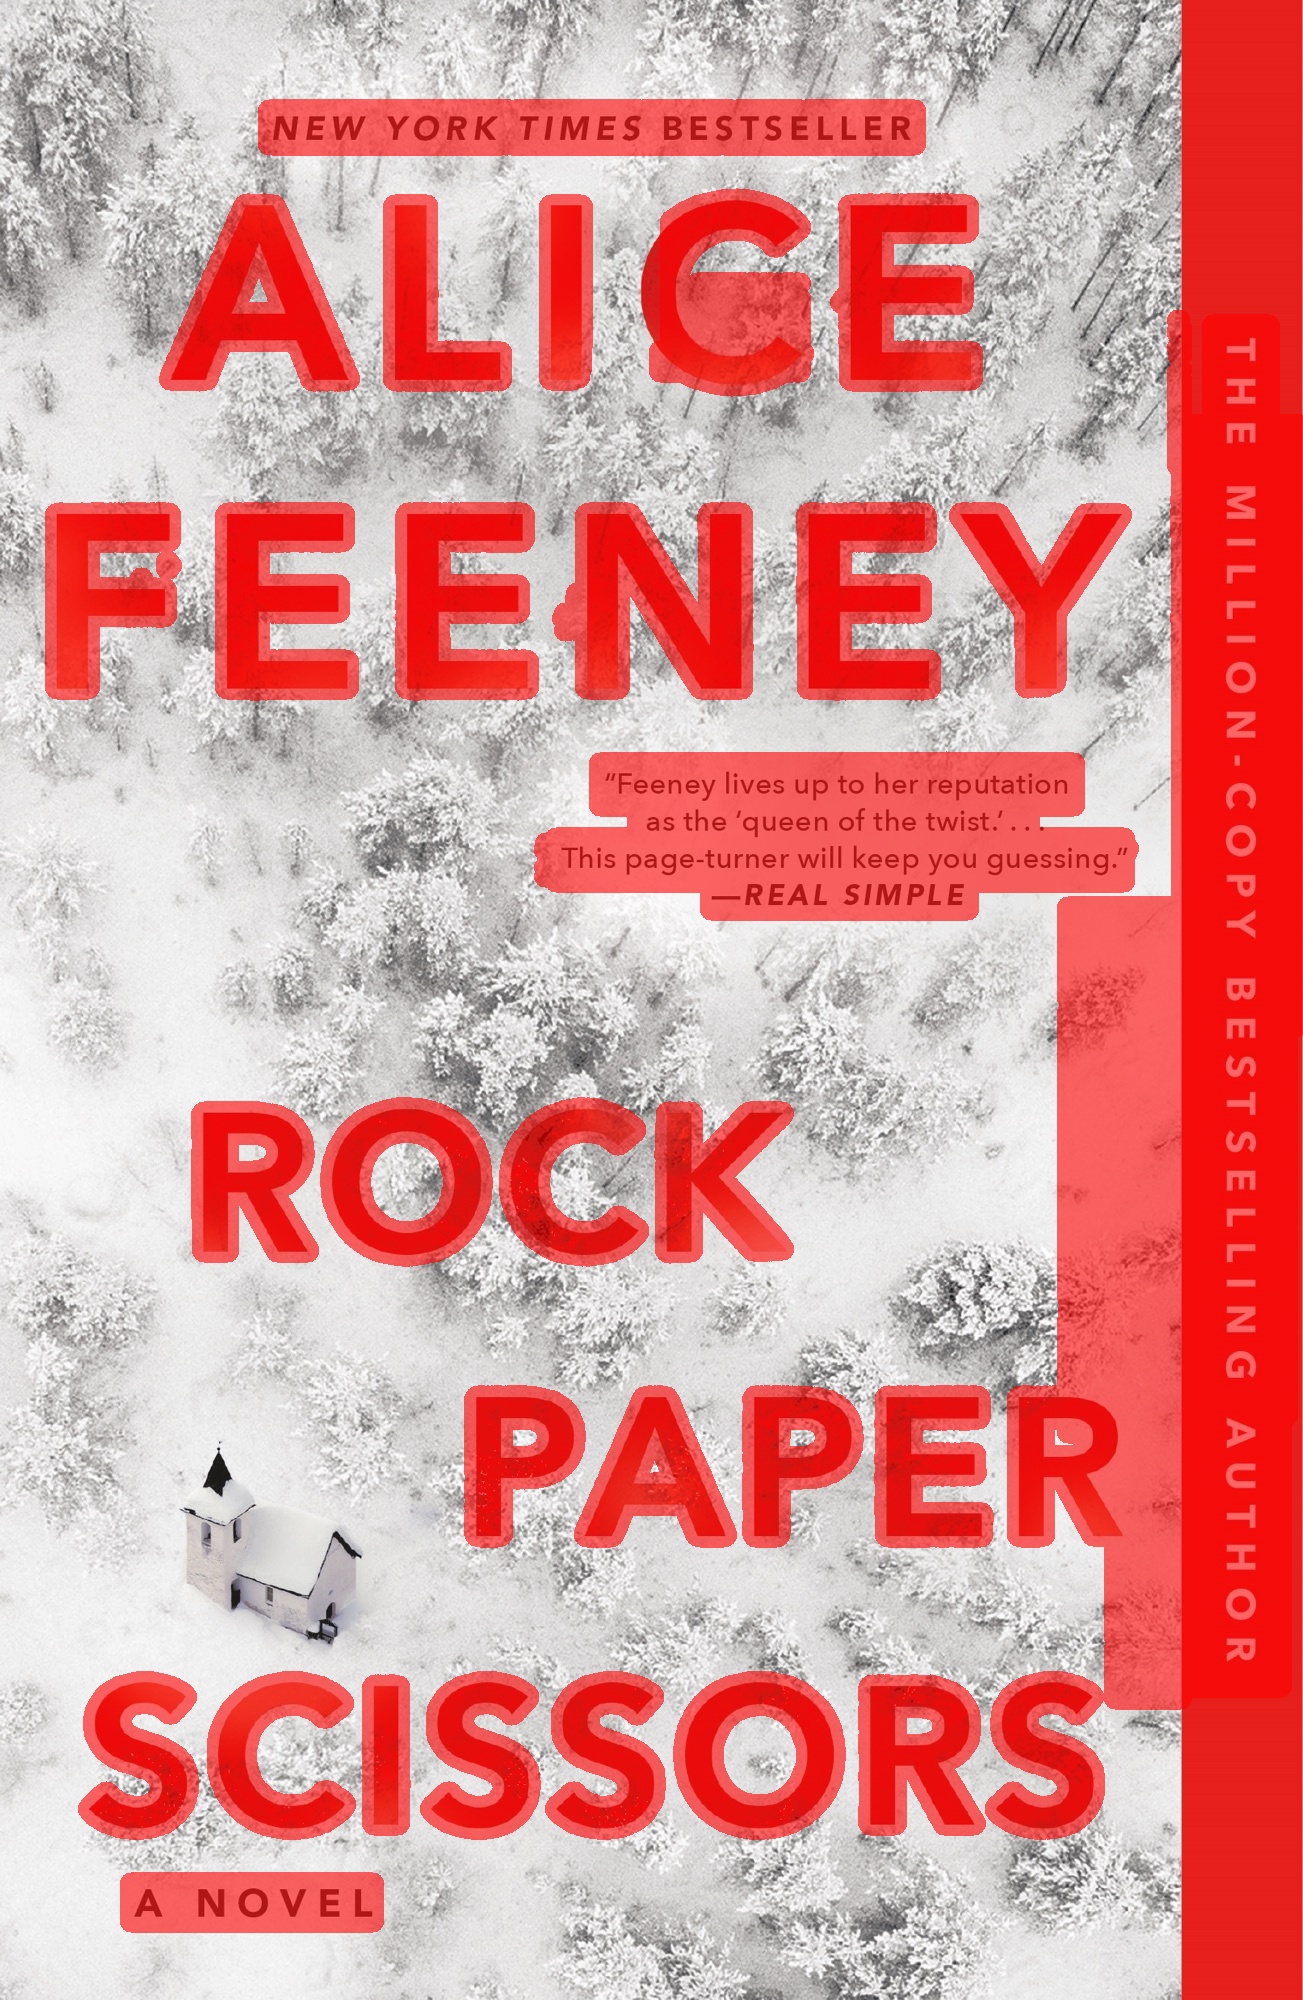 NEW YORK TIMES BESTSELLER
ALICE
FEENEY
“Feeney lives up to her reputation
as the ‘queen of the twist.’ . . .
This page-turner will keep you guessing.”
—REAL SIMPLE
ROCK
PAPER
SCISSORS
A NOVEL
THE MILLION-COPY BESTSELLING AUTHOR